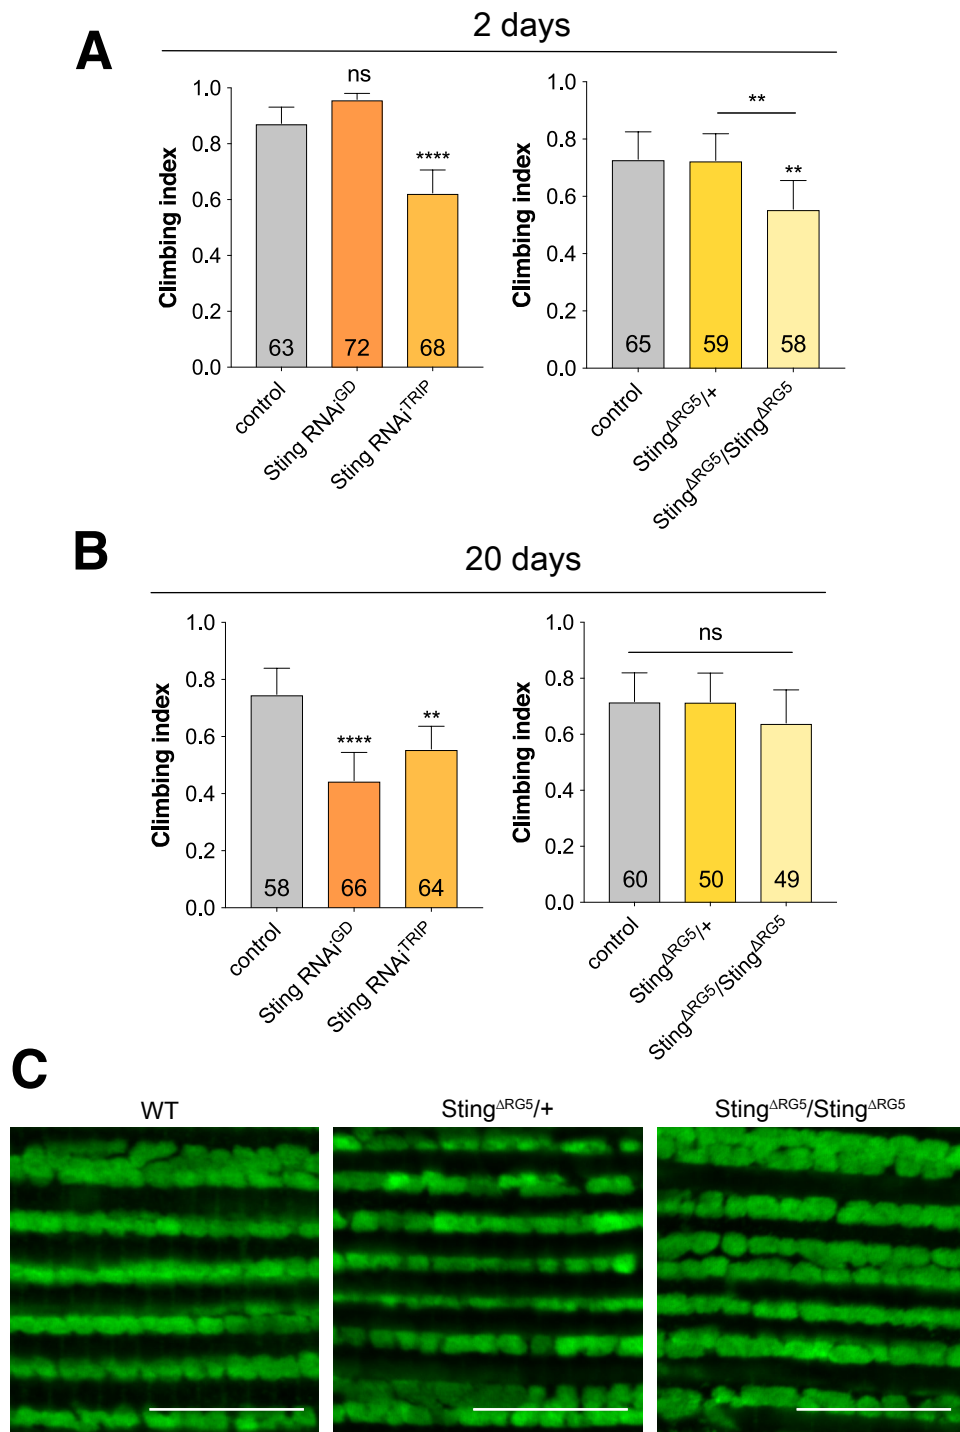 A
2 days
ns
****
1.0
0.8
0.6
0.4
0.2
0.0
Climbing index
63
72
68
control
Sting RNAi^GD
Sting RNAi^TRIP
**
**
1.0
0.8
0.6
0.4
0.2
0.0
Climbing index
65
59
58
control
Sting^ΔRG5/+
Sting^ΔRG5/Sting^ΔRG5
B
20 days
****
**
1.0
0.8
0.6
0.4
0.2
0.0
Climbing index
58
66
64
control
Sting RNAi^GD
Sting RNAi^TRIP
ns
1.0
0.8
0.6
0.4
0.2
0.0
Climbing index
60
50
49
control
Sting^ΔRG5/+
Sting^ΔRG5/Sting^ΔRG5
C
WT
Sting^ΔRG5/+
Sting^ΔRG5/Sting^ΔRG5